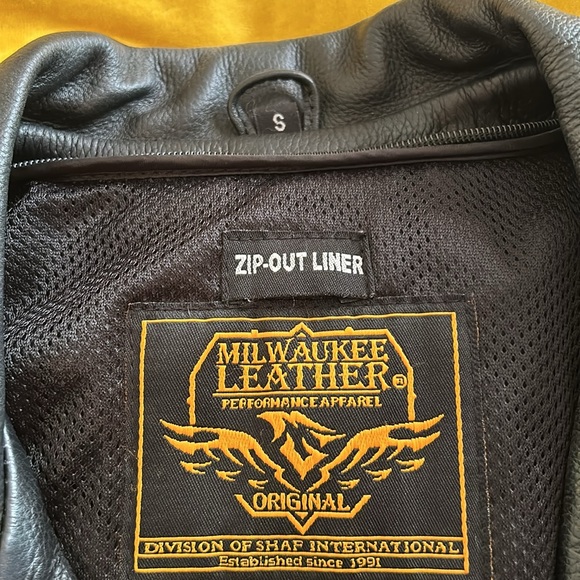 S
ZIP-OUT LINER
MILWAUKEE
LEATHER
PERFORMANCE APPAREL
ORIGINAL
DIVISION OF SHAF INTERNATIONAL
Established since 1991